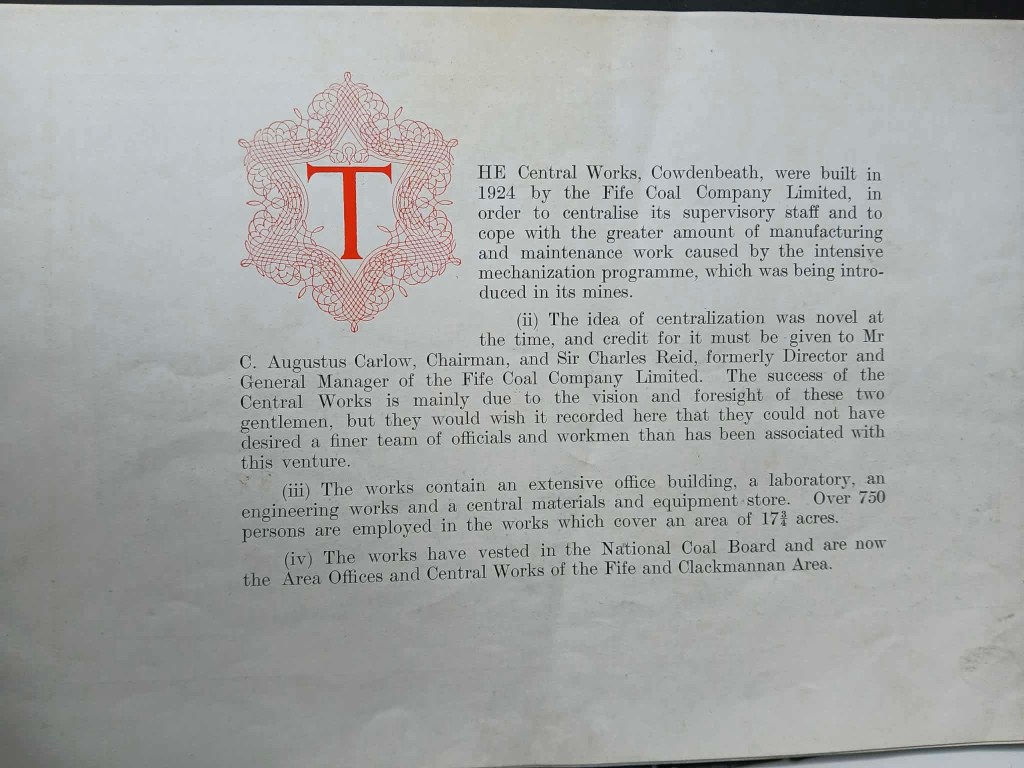 THE Central Works, Cowdenbeath, were built in
1924 by the Fife Coal Company Limited, in
order to centralise its supervisory staff and to
cope with the greater amount of manufacturing
and maintenance work caused by the intensive
mechanization programme, which was being intro-
duced in its mines.
(ii) The idea of centralization was novel at
the time, and credit for it must be given to Mr
C. Augustus Carlow, Chairman, and Sir Charles Reid, formerly Director and
General Manager of the Fife Coal Company Limited. The success of the
Central Works is mainly due to the vision and foresight of these two
gentlemen, but they would wish it recorded here that they could not have
desired a finer team of officials and workmen than has been associated with
this venture.
(iii) The works contain an extensive office building, a laboratory, an
engineering works and a central materials and equipment store. Over 750
persons are employed in the works which cover an area of 17¾ acres.
(iv) The works have vested in the National Coal Board and are now
the Area Offices and Central Works of the Fife and Clackmannan Area.